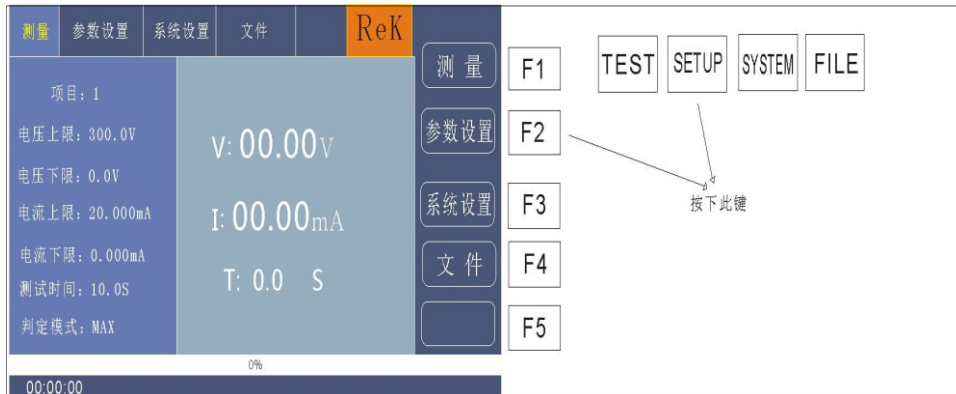 测量 参数设置 系统设置 文件 ReK
测 量 F1 TEST SETUP SYSTEM FILE
项目：1
电压上限：300.0V
参数设置 F2
V: 00.00V
电压下限：0.0V
系统设置 F3 按下此键
电流上限：20.000mA
I: 00.00mA
电流下限：0.000mA
文 件 F4
T: 0.0 S
测试时间：10.0S
判定模式：MAX
F5
0%
00:00:00